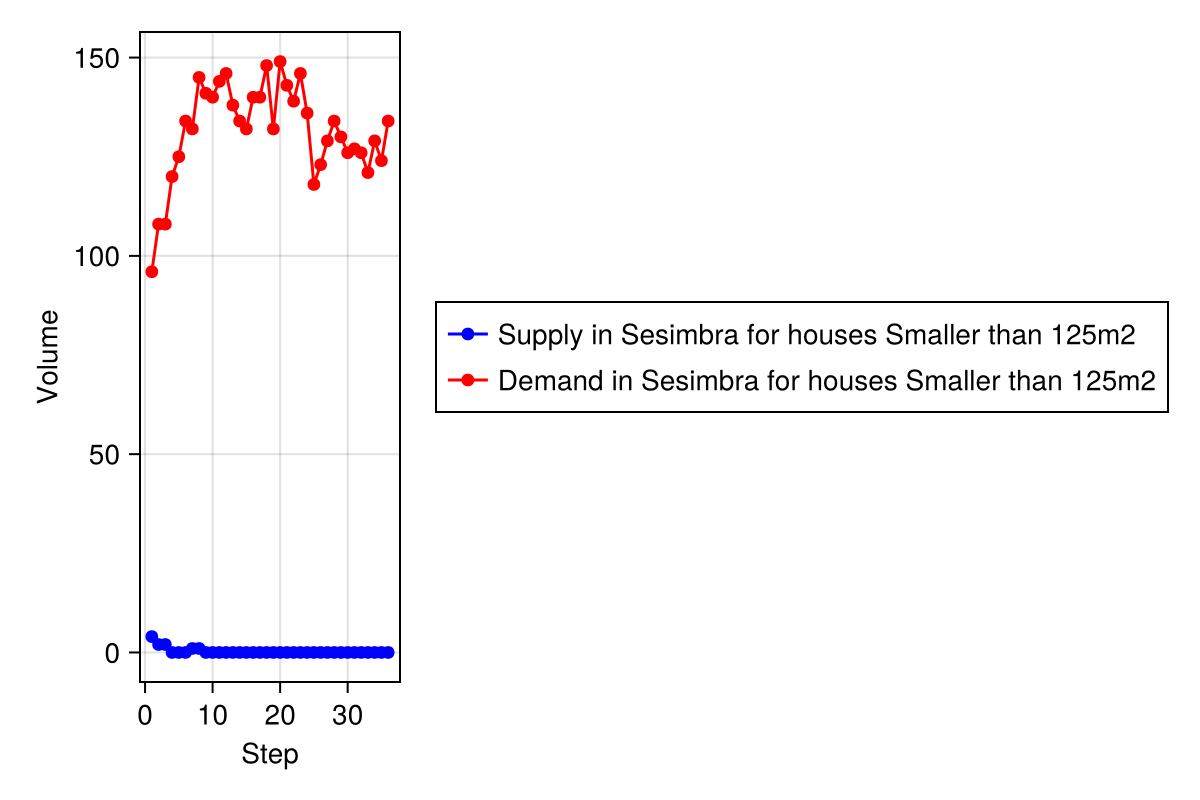 150
100
50
0
Volume
0 10 20 30
Step
Supply in Sesimbra for houses Smaller than 125m2
Demand in Sesimbra for houses Smaller than 125m2